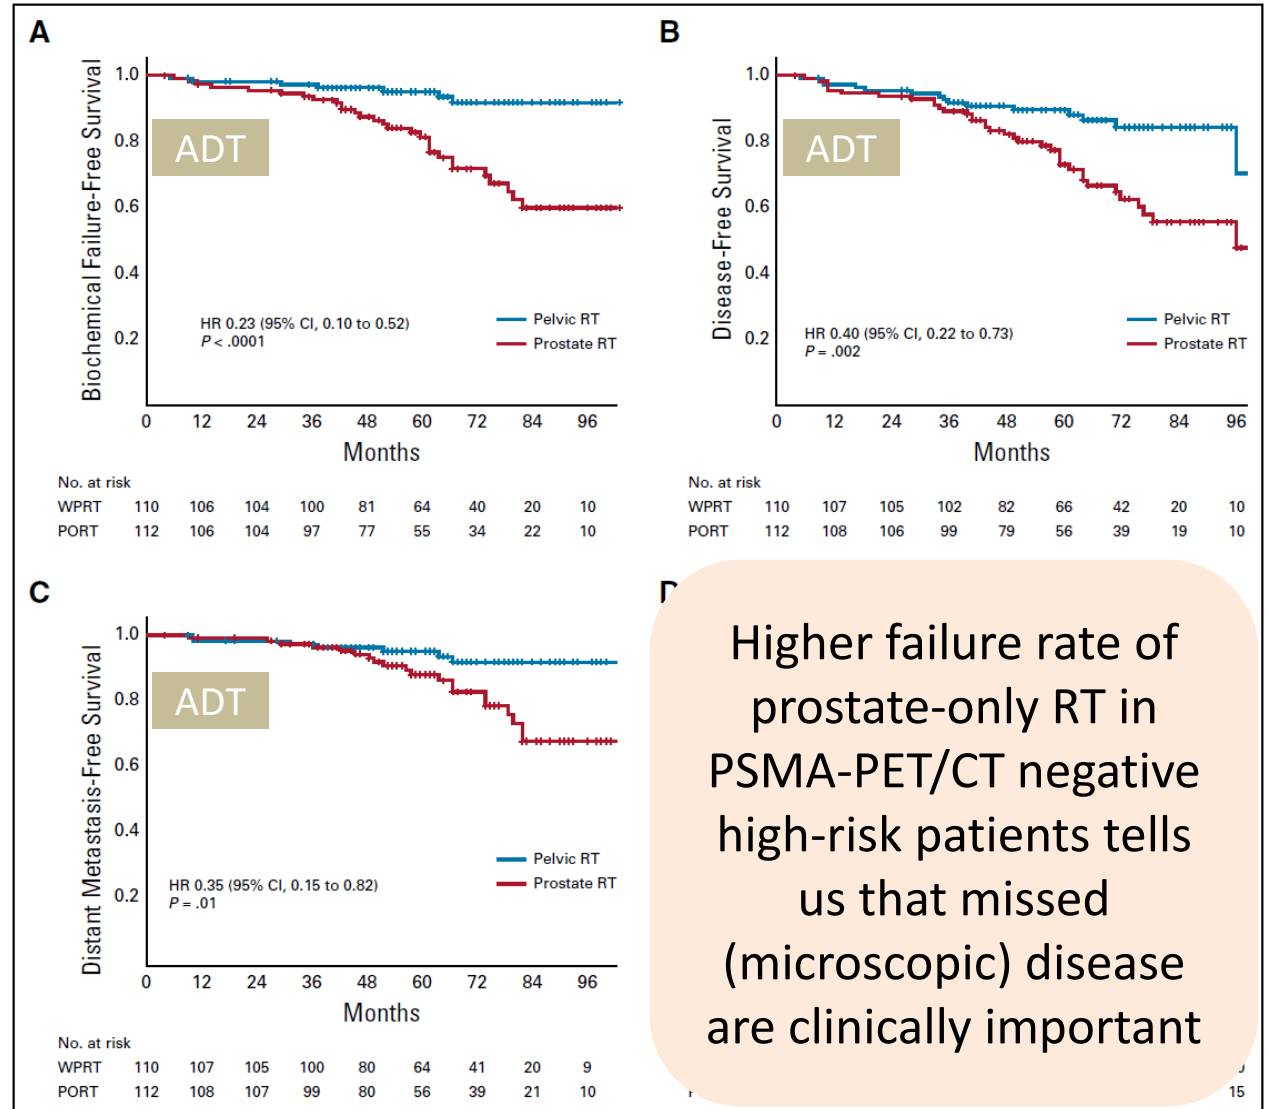 A
Biochemical Failure-Free Survival
1.0
0.8
0.6
0.4
0.2
ADT
HR 0.23 (95% CI, 0.10 to 0.52)
P < .0001
Pelvic RT
Prostate RT
0 12 24 36 48 60 72 84 96
Months
No. at risk
WPRT 110 106 104 100 81 64 40 20 10
PORT 112 106 104 97 77 55 34 22 10
B
Disease-Free Survival
1.0
0.8
0.6
0.4
0.2
ADT
HR 0.40 (95% CI, 0.22 to 0.73)
P = .002
Pelvic RT
Prostate RT
0 12 24 36 48 60 72 84 96
Months
No. at risk
WPRT 110 107 105 102 82 66 42 20 10
PORT 112 108 106 99 79 56 39 19 10
C
Distant Metastasis-Free Survival
1.0
0.8
0.6
0.4
0.2
ADT
HR 0.35 (95% CI, 0.15 to 0.82)
P = .01
Pelvic RT
Prostate RT
0 12 24 36 48 60 72 84 96
Months
No. at risk
WPRT 110 107 105 100 80 64 41 20 9
PORT 112 108 107 99 80 56 39 21 10
D
Higher failure rate of
prostate-only RT in
PSMA-PET/CT negative
high-risk patients tells
us that missed
(microscopic) disease
are clinically important
15